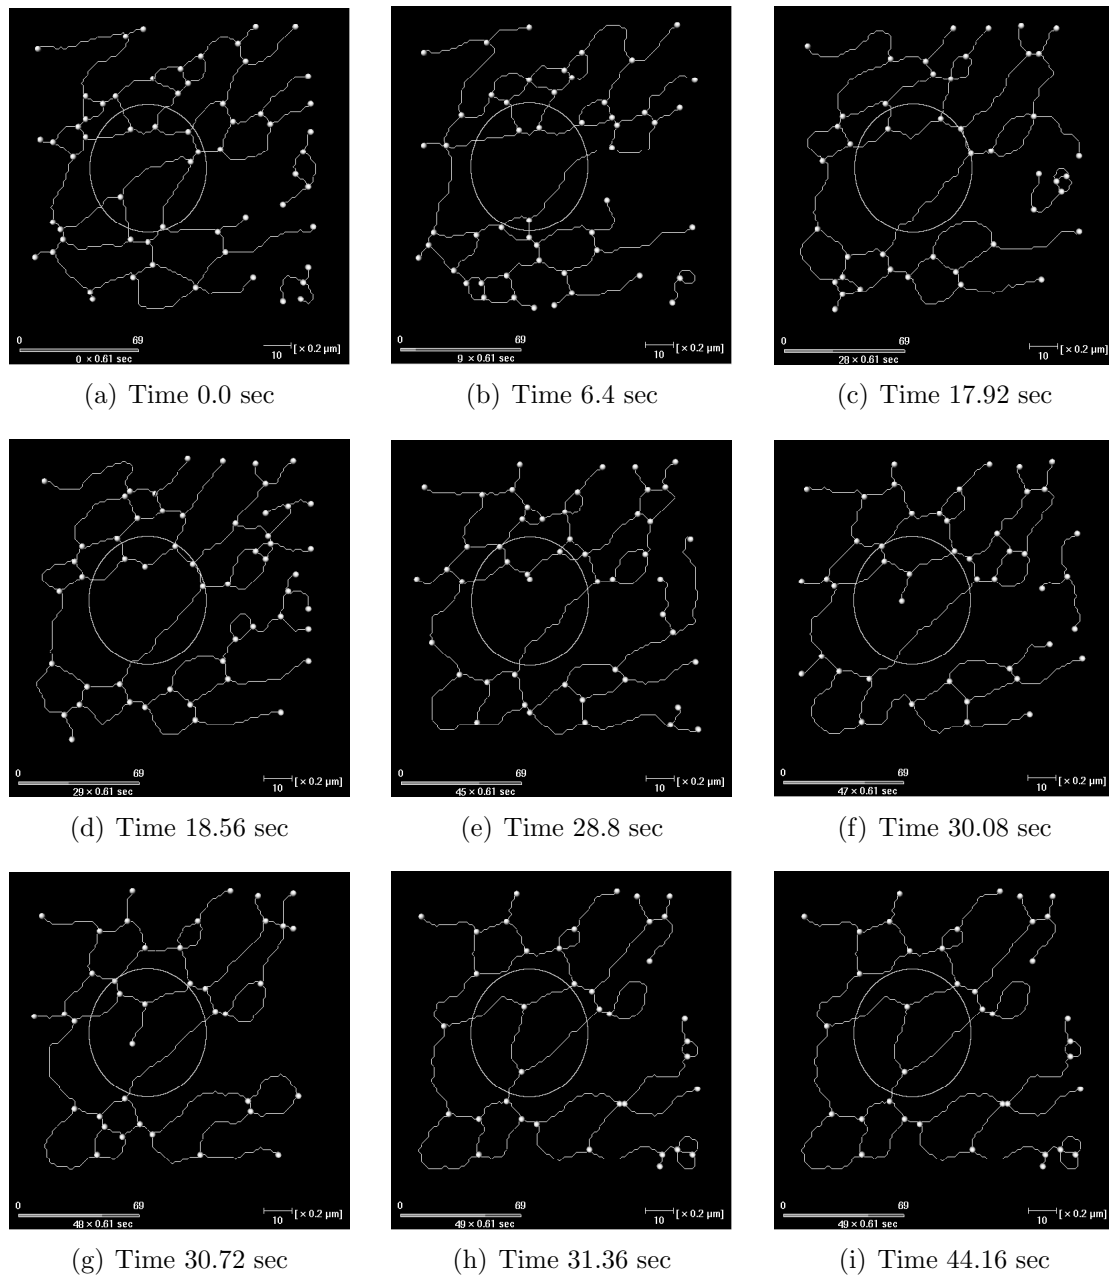 0 69
0 × 0.61 sec 10 [ × 0.2 µm]
0 69
9 × 0.61 sec 10 [ × 0.2 µm]
0 69
28 × 0.61 sec 10 [ × 0.2 µm]
(a) Time 0.0 sec
(b) Time 6.4 sec
(c) Time 17.92 sec
0 69
29 × 0.61 sec 10 [ × 0.2 µm]
0 69
45 × 0.61 sec 10 [ × 0.2 µm]
0 69
47 × 0.61 sec 10 [ × 0.2 µm]
(d) Time 18.56 sec
(e) Time 28.8 sec
(f) Time 30.08 sec
0 69
48 × 0.61 sec 10 [ × 0.2 µm]
0 69
49 × 0.61 sec 10 [ × 0.2 µm]
0 69
49 × 0.61 sec 10 [ × 0.2 µm]
(g) Time 30.72 sec
(h) Time 31.36 sec
(i) Time 44.16 sec